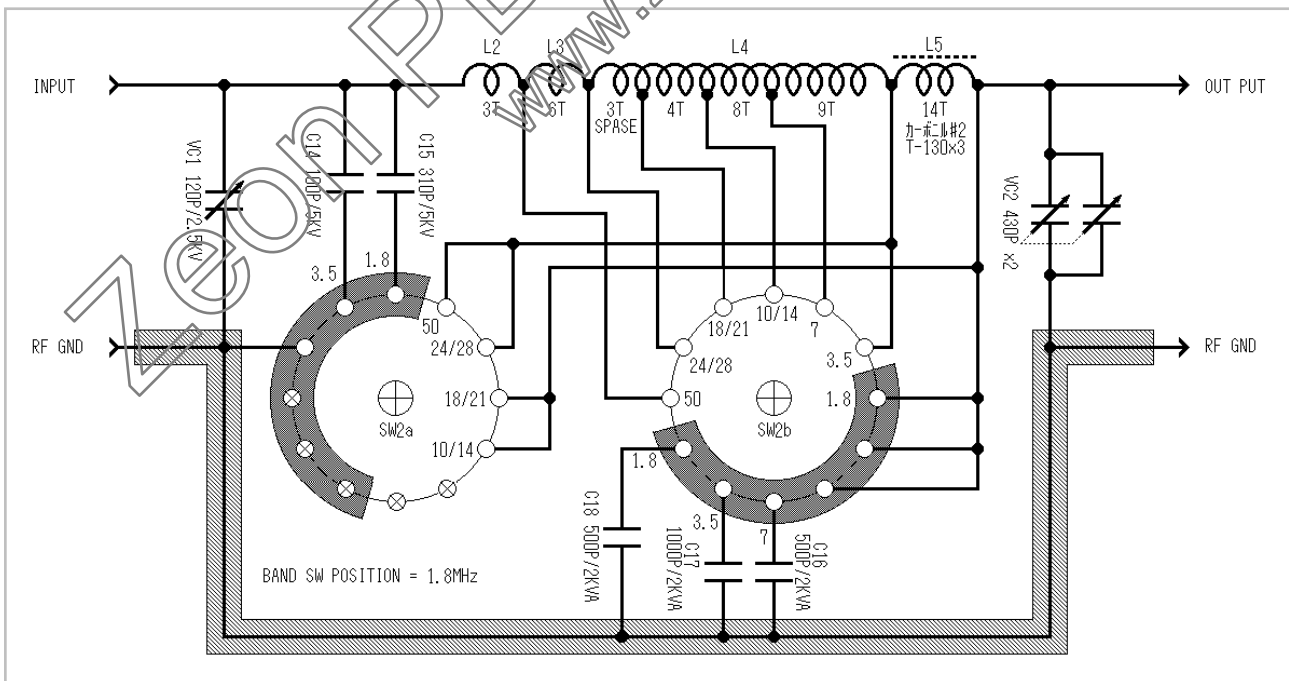 Zeon P
www.
L2
L3
L4
L5
INPUT
OUT PUT
3T
6T
3T
SPASE
4T
8T
9T
14T
カーボニル#2
T-130x3
VC1 120P/2.5KV
C14 100P/5KV
C15 310P/5KV
VC2 430P x2
3.5
1.8
50
24/28
18/21
10/14
SW2a
18/21
10/14
7
24/28
3.5
50
1.8
SW2b
1.8
3.5
7
RF GND
RF GND
C18 500P/2KVA
C17
1000P/2KVA
C16
500P/2KVA
BAND SW POSITION = 1.8MHz